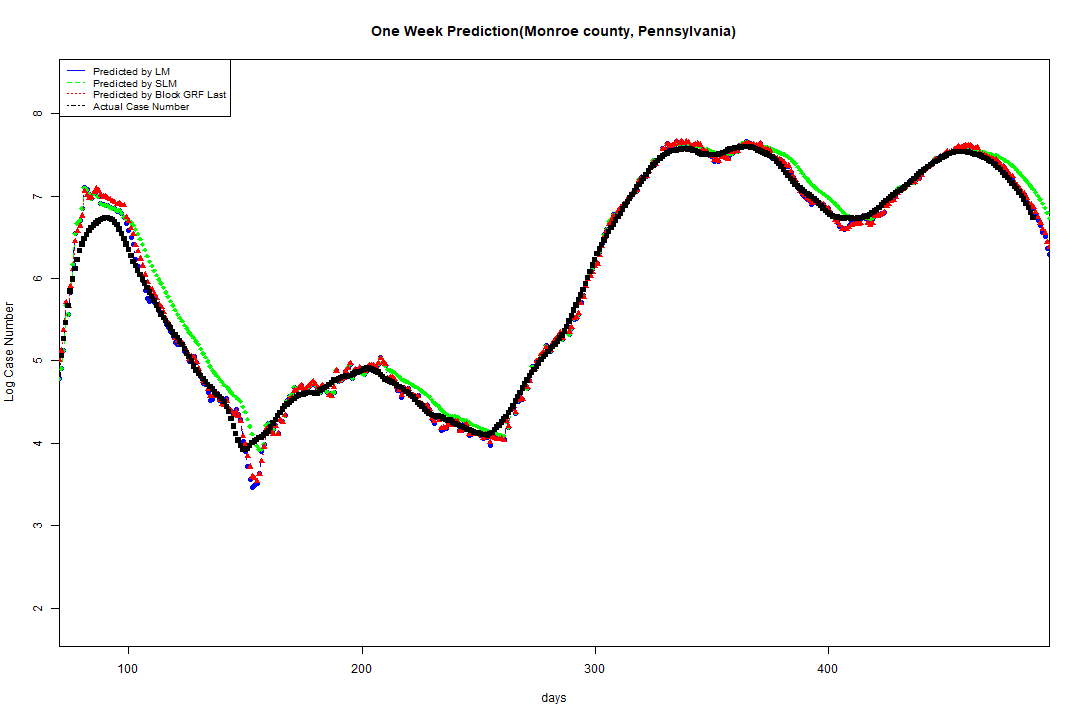 One Week Prediction(Monroe county, Pennsylvania)
Predicted by LM
Predicted by SLM
Predicted by Block GRF Last
Actual Case Number
8
7
6
5
4
3
2
Log Case Number
100 200 300 400
days